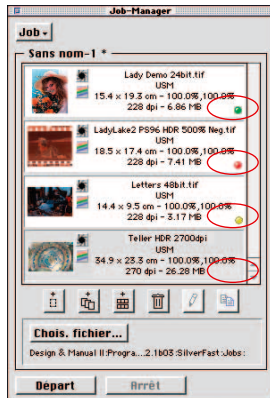 Job-Manager
Job
Sans nom-1 *
Lady Demo 24bit.tif
USM
15.4 x 19.3 cm - 100.0%,100.0%
228 dpi - 6.86 MB
LadyLake2 PS96 HDR 500% Neg.tif
USM
18.5 x 17.4 cm - 100.0%,100.0%
228 dpi - 7.41 MB
Letters 48bit.tif
USM
14.4 x 9.5 cm - 100.0%,100.0%
228 dpi - 3.17 MB
Teller HDR 2700dpi
USM
34.9 x 23.3 cm - 100.0%,100.0%
270 dpi - 26.28 MB
Chois. fichier...
Design & Manual II:Progra....2.1b03:SilverFast:Jobs:
Départ
Arrêt